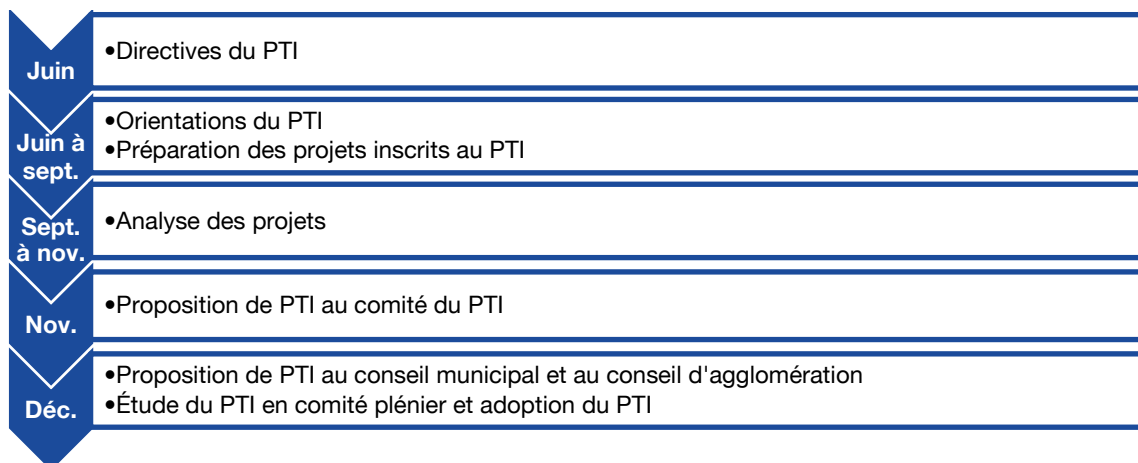 Juin
•Directives du PTI
Juin à
sept.
•Orientations du PTI
•Préparation des projets inscrits au PTI
Sept.
à nov.
•Analyse des projets
Nov.
•Proposition de PTI au comité du PTI
Déc.
•Proposition de PTI au conseil municipal et au conseil d'agglomération
•Étude du PTI en comité plénier et adoption du PTI